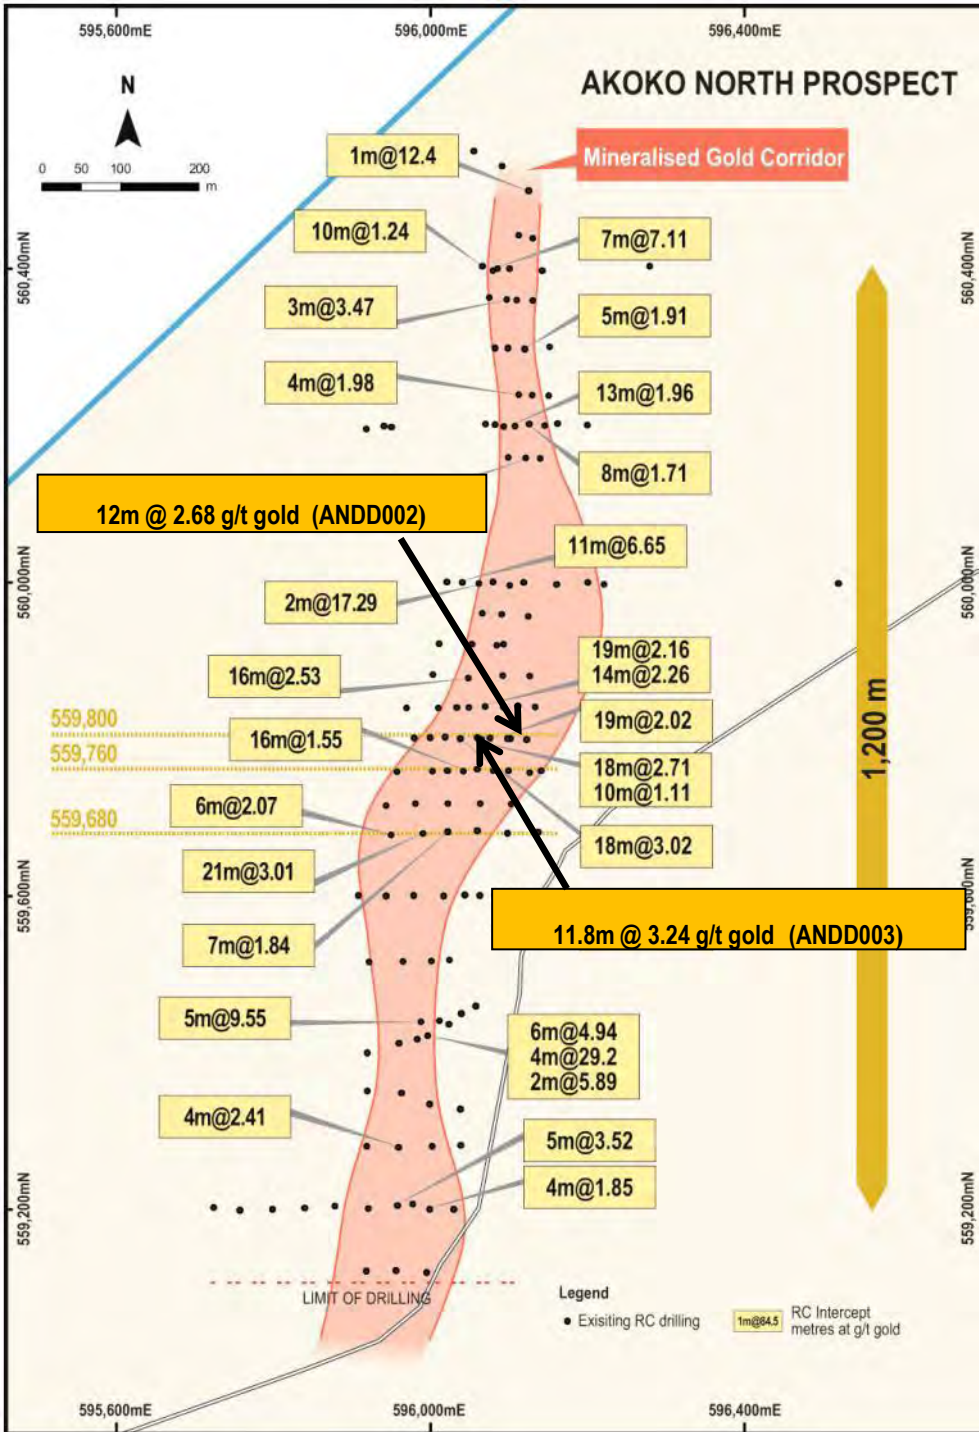 595,600mE
596,000mE
596,400mE
AKOKO NORTH PROSPECT
N
0 50 100 200
m
Mineralised Gold Corridor
1m@12.4
10m@1.24
7m@7.11
560,400mN
560,400mN
3m@3.47
5m@1.91
4m@1.98
13m@1.96
8m@1.71
12m @ 2.68 g/t gold (ANDD002)
11m@6.65
560,000mN
560,000mN
2m@17.29
19m@2.16
14m@2.26
16m@2.53
19m@2.02
559,800
16m@1.55
559,760
18m@2.71
10m@1.11
1,200 m
6m@2.07
559,680
18m@3.02
21m@3.01
559,600mN
559,600mN
11.8m @ 3.24 g/t gold (ANDD003)
7m@1.84
5m@9.55
6m@4.94
4m@29.2
2m@5.89
4m@2.41
5m@3.52
4m@1.85
559,200mN
559,200mN
LIMIT OF DRILLING
Legend
Exisiting RC drilling
1m@64.5
RC Intercept
metres at g/t gold
595,600mE
596,000mE
596,400mE